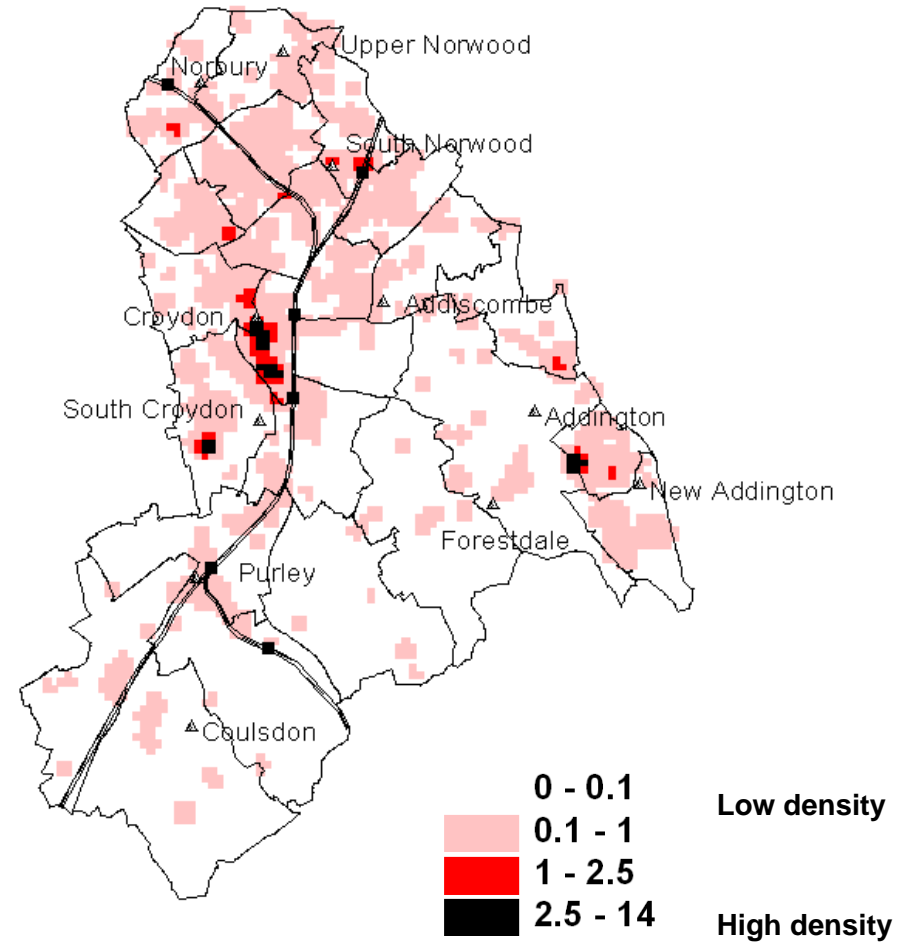 Upper Norwood
Norbury
South Norwood
Croydon
Addiscombe
South Croydon
Addington
New Addington
Forestdale
Purley
Coulsdon
0 - 0.1
Low density
0.1 - 1
1 - 2.5
2.5 - 14
High density